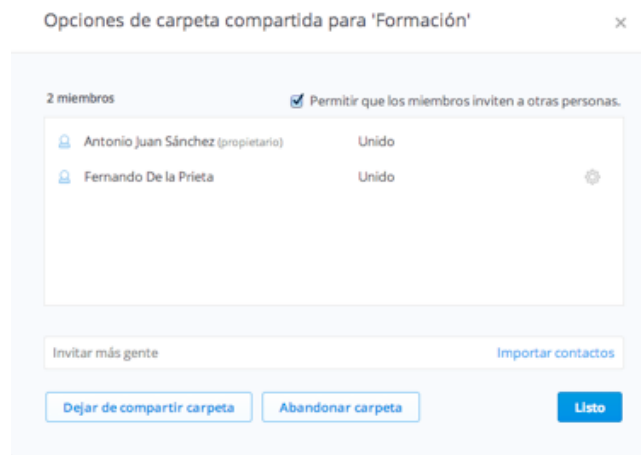 Opciones de carpeta compartida para 'Formación' ×
2 miembros Permitir que los miembros inviten a otras personas.
Antonio Juan Sánchez (propietario) Unido
Fernando De la Prieta Unido
Invitar más gente Importar contactos
Dejar de compartir carpeta Abandonar carpeta Listo